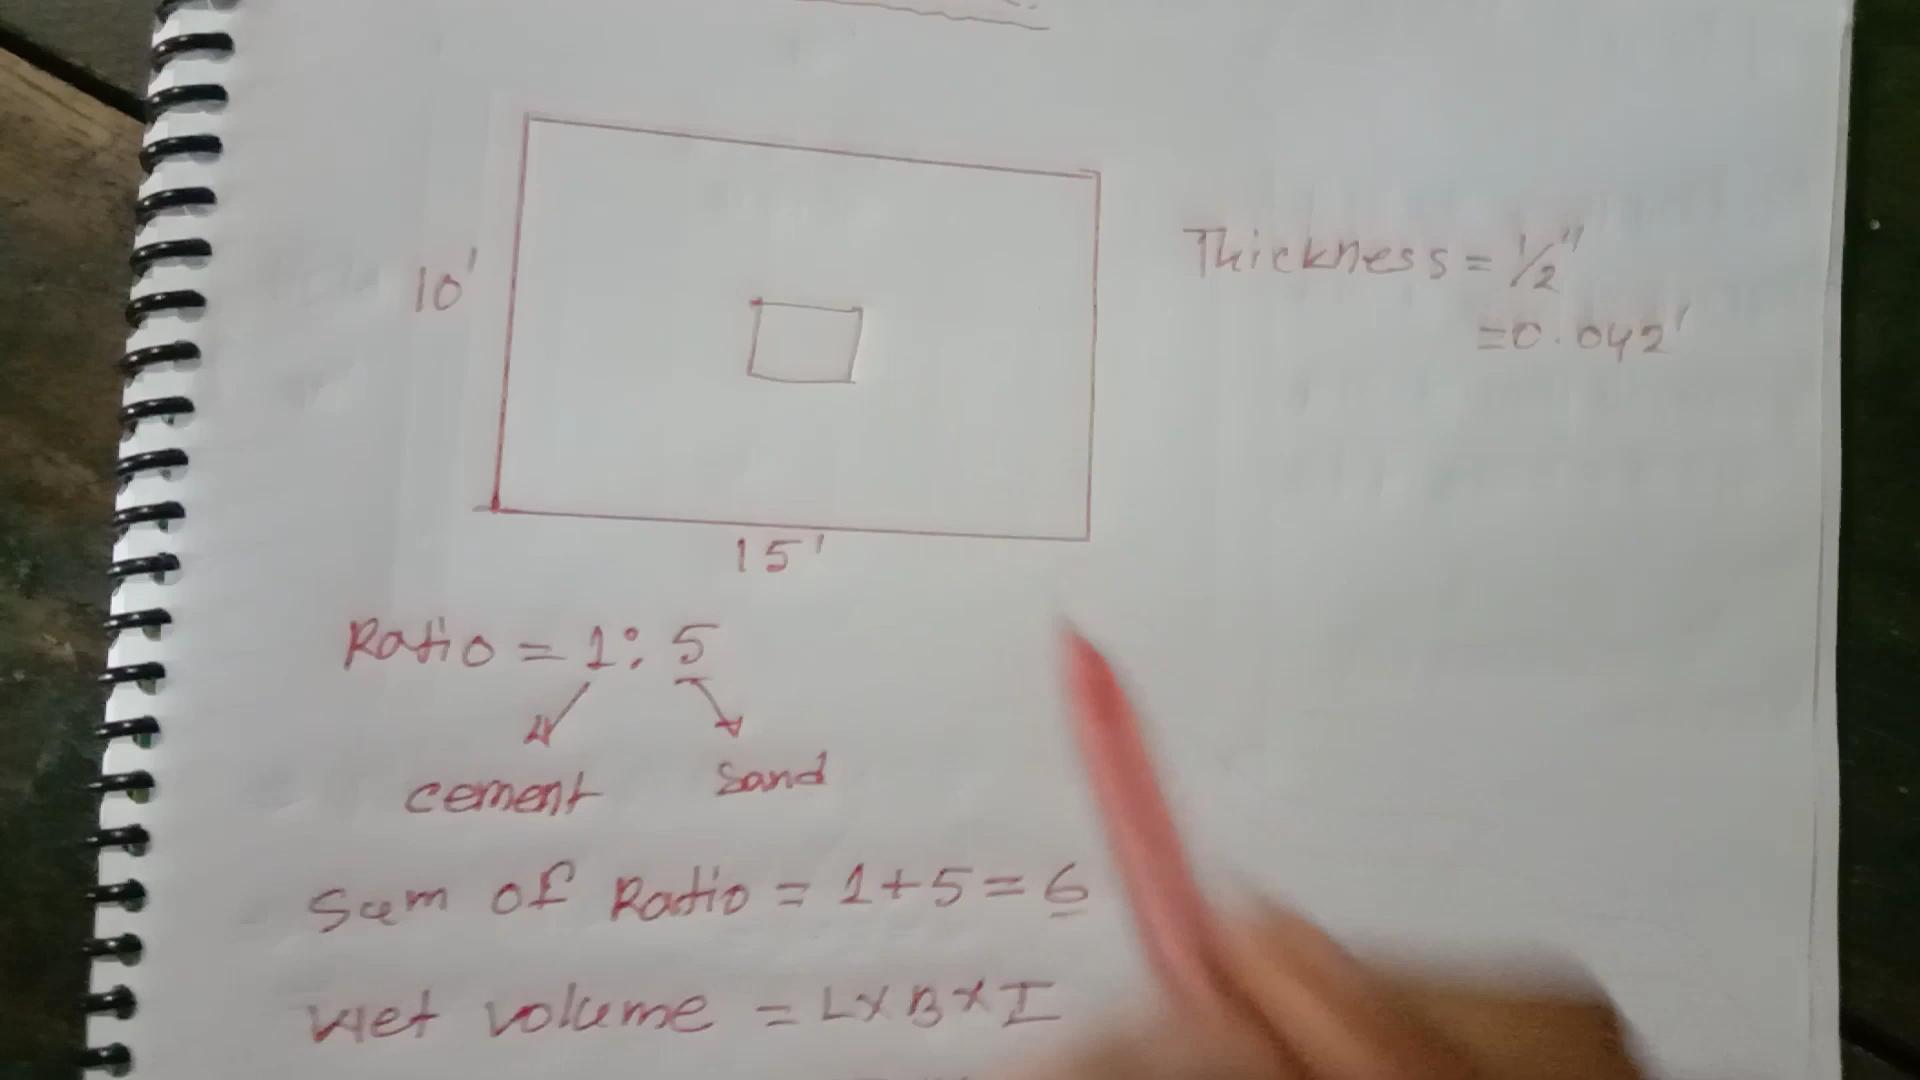 10'
Thickness = 1/2"
= 0.042'
15'
Ratio = 1 : 5
cement
Sand
Sum of Ratio = 1+5 = 6
Wet volume = L x B x I